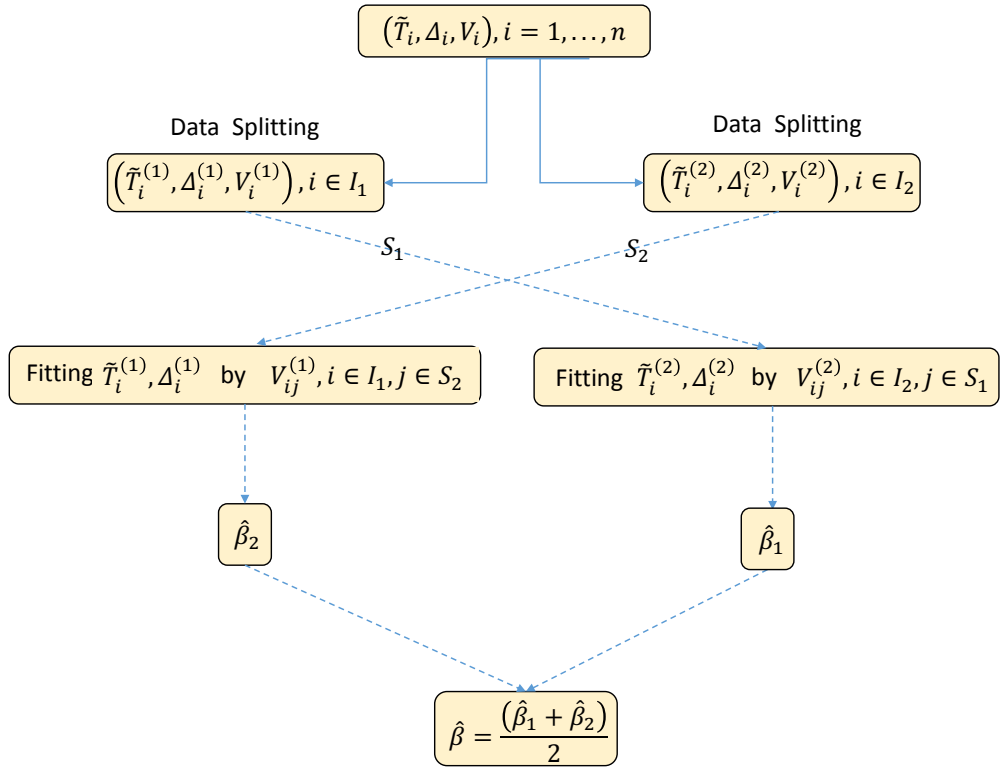 (T̃ᵢ, Δᵢ, Vᵢ), i = 1, . . . , n
Data Splitting
Data Splitting
(T̃ᵢ⁽¹⁾, Δᵢ⁽¹⁾, Vᵢ⁽¹⁾), i ∈ I₁
(T̃ᵢ⁽²⁾, Δᵢ⁽²⁾, Vᵢ⁽²⁾), i ∈ I₂
S₁
S₂
Fitting T̃ᵢ⁽¹⁾, Δᵢ⁽¹⁾ by Vᵢⱼ⁽¹⁾, i ∈ I₁, j ∈ S₂
Fitting T̃ᵢ⁽²⁾, Δᵢ⁽²⁾ by Vᵢⱼ⁽²⁾, i ∈ I₂, j ∈ S₁
β̂₂
β̂₁
β̂ = (β̂₁ + β̂₂)/2